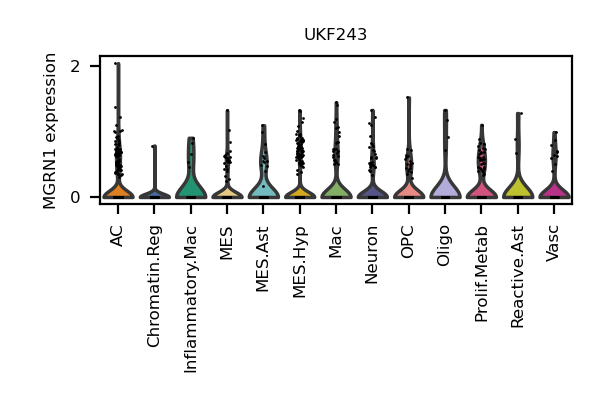 UKF243
MGRN1 expression
2
0
AC
Chromatin.Reg
Inflammatory.Mac
MES
MES.Ast
MES.Hyp
Mac
Neuron
OPC
Oligo
Prolif.Metab
Reactive.Ast
Vasc